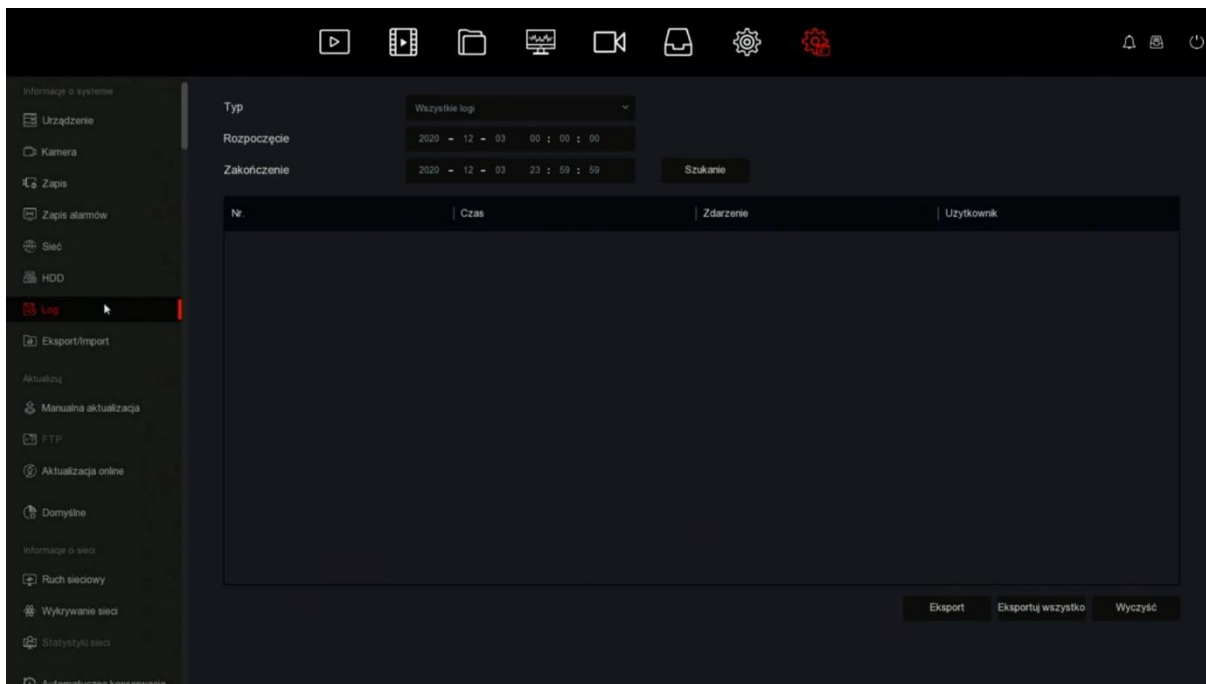 Informacje o systemie
Urządzenie
Kamera
Zapis
Zapis alarmów
Sieć
HDD
Log
Eksport/Import
Aktualizuj
Manualna aktualizacja
FTP
Aktualizacja online
Domyślne
Informacje o sieci
Ruch sieciowy
Wykrywanie sieci
Statystyki sieci
Automatyczna konserwacja
Typ Wszystkie logi
Rozpoczęcie 2020 - 12 - 03 00 : 00 : 00
Zakończenie 2020 - 12 - 03 23 : 59 : 59 Szukanie
Nr. Czas Zdarzenie Użytkownik
Eksport Eksportuj wszystko Wyczyść